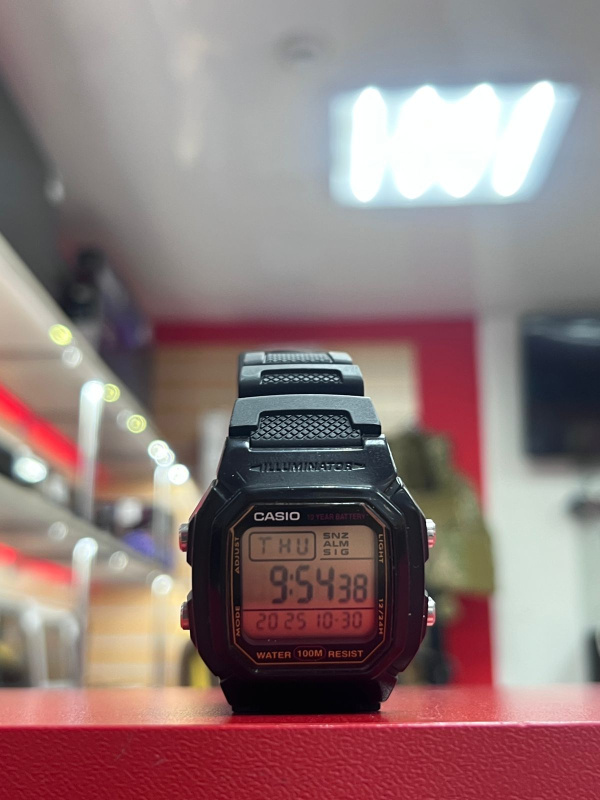 ILLUMINATOR
CASIO 10 YEAR BATTERY
ADJUST
LIGHT
THU
SNZ
ALM
SIG
9:54 38
2025 10-30
MODE
12/24H
WATER 100M RESIST